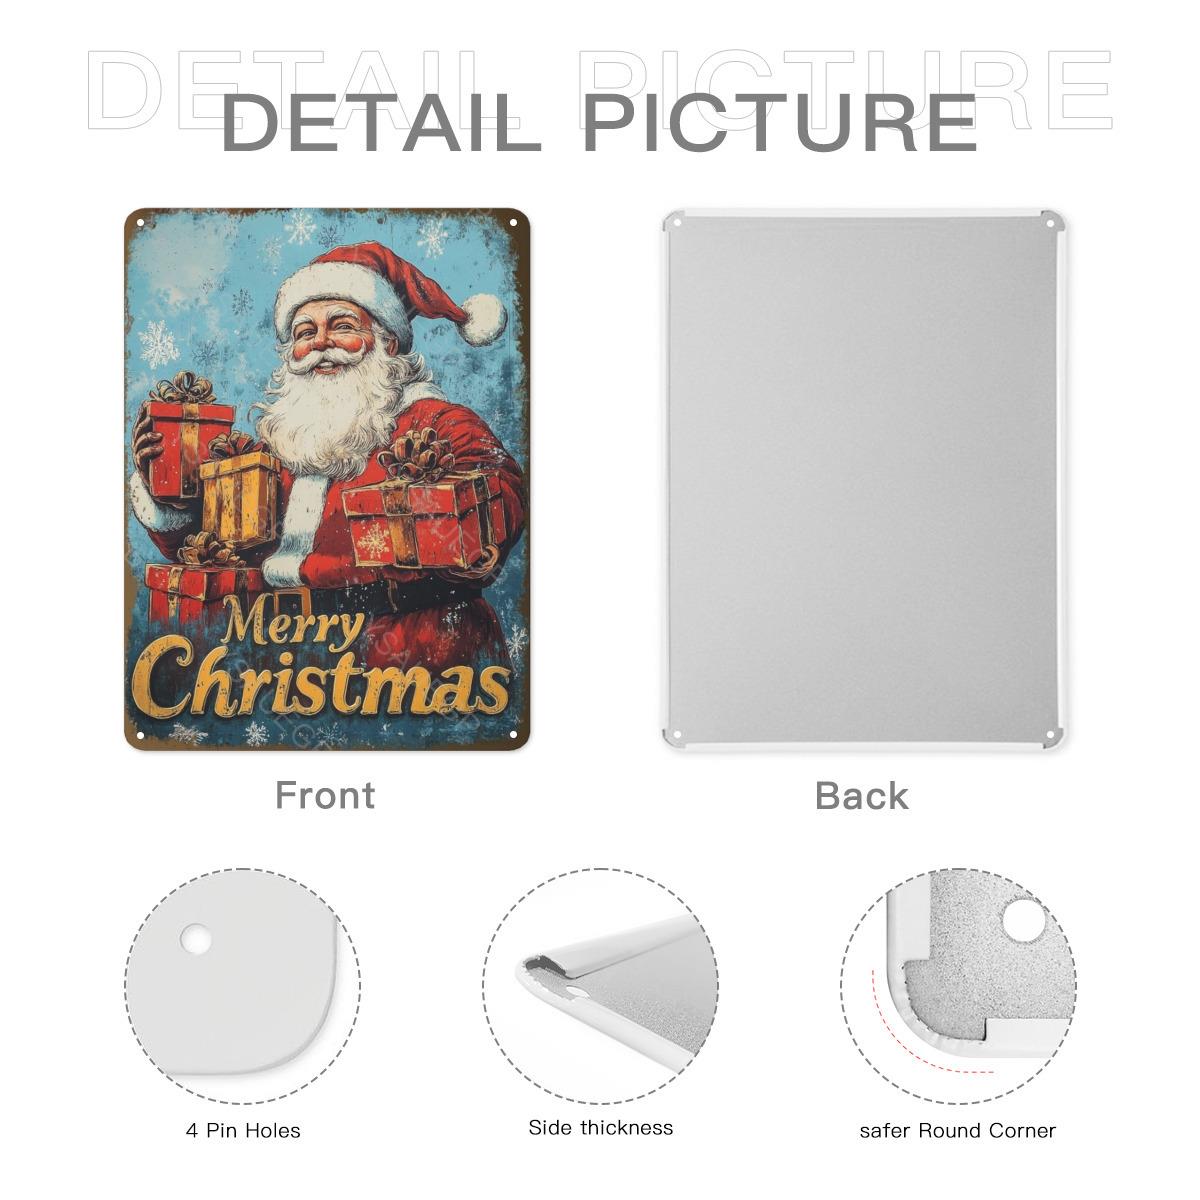 DETAIL PICTURE
DETAIL PICTURE
Merry
Christmas
Front
Back
4 Pin Holes
Side thickness
safer Round Corner